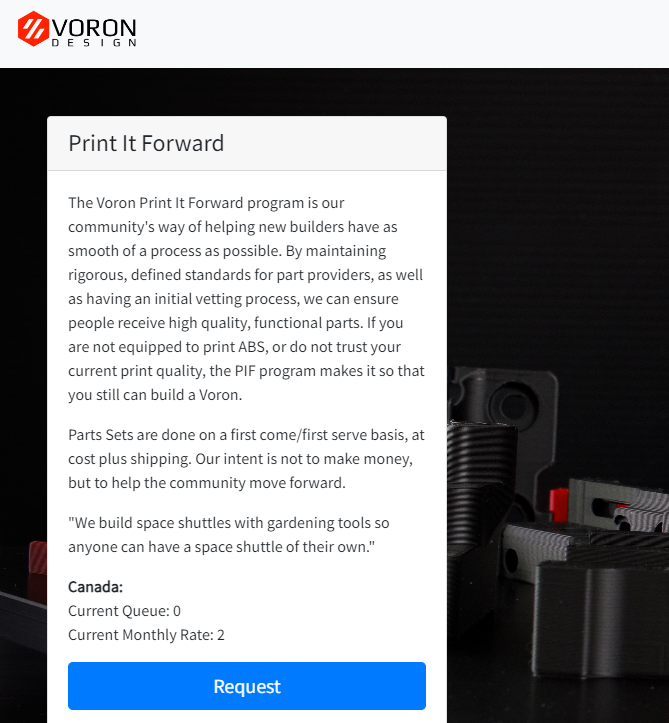 VORON
DESIGN
Print It Forward
The Voron Print It Forward program is our
community's way of helping new builders have as
smooth of a process as possible. By maintaining
rigorous, defined standards for part providers, as well
as having an initial vetting process, we can ensure
people receive high quality, functional parts. If you
are not equipped to print ABS, or do not trust your
current print quality, the PIF program makes it so that
you still can build a Voron.
Parts Sets are done on a first come/first serve basis, at
cost plus shipping. Our intent is not to make money,
but to help the community move forward.
"We build space shuttles with gardening tools so
anyone can have a space shuttle of their own."
Canada:
Current Queue: 0
Current Monthly Rate: 2
Request